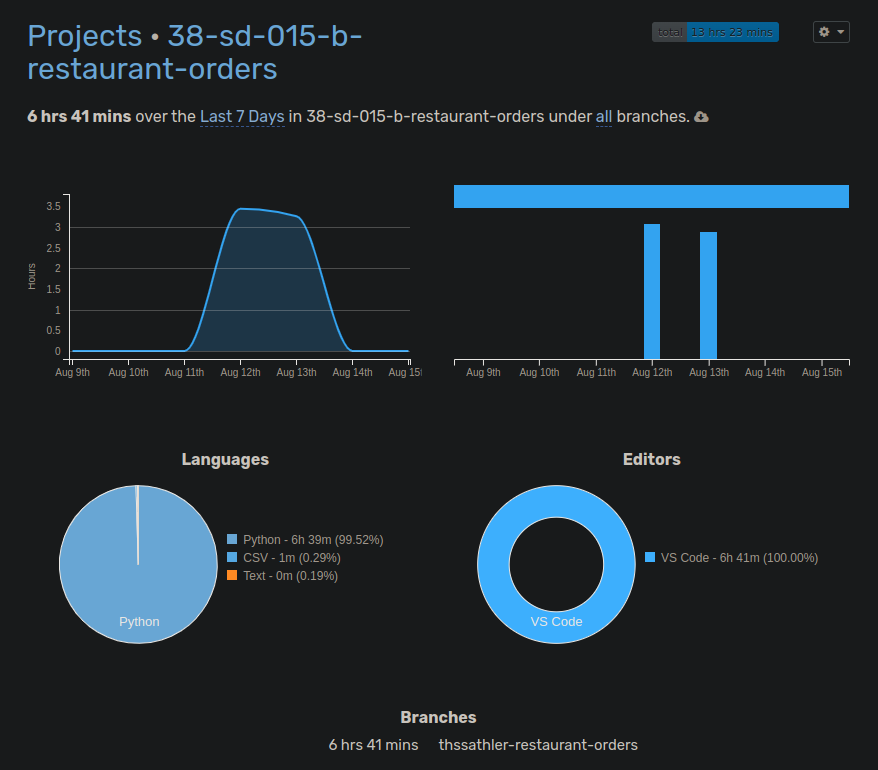 Projects • 38-sd-015-b-
restaurant-orders
total 13 hrs 23 mins
6 hrs 41 mins over the Last 7 Days in 38-sd-015-b-restaurant-orders under all branches.
Hours
3.5
3
2.5
2
1.5
1
0.5
0
Aug 9th Aug 10th Aug 11th Aug 12th Aug 13th Aug 14th Aug 15t
Aug 9th Aug 10th Aug 11th Aug 12th Aug 13th Aug 14th Aug 15th
Languages
Python
Python - 6h 39m (99.52%)
CSV - 1m (0.29%)
Text - 0m (0.19%)
Editors
VS Code
VS Code - 6h 41m (100.00%)
Branches
6 hrs 41 mins thssathler-restaurant-orders